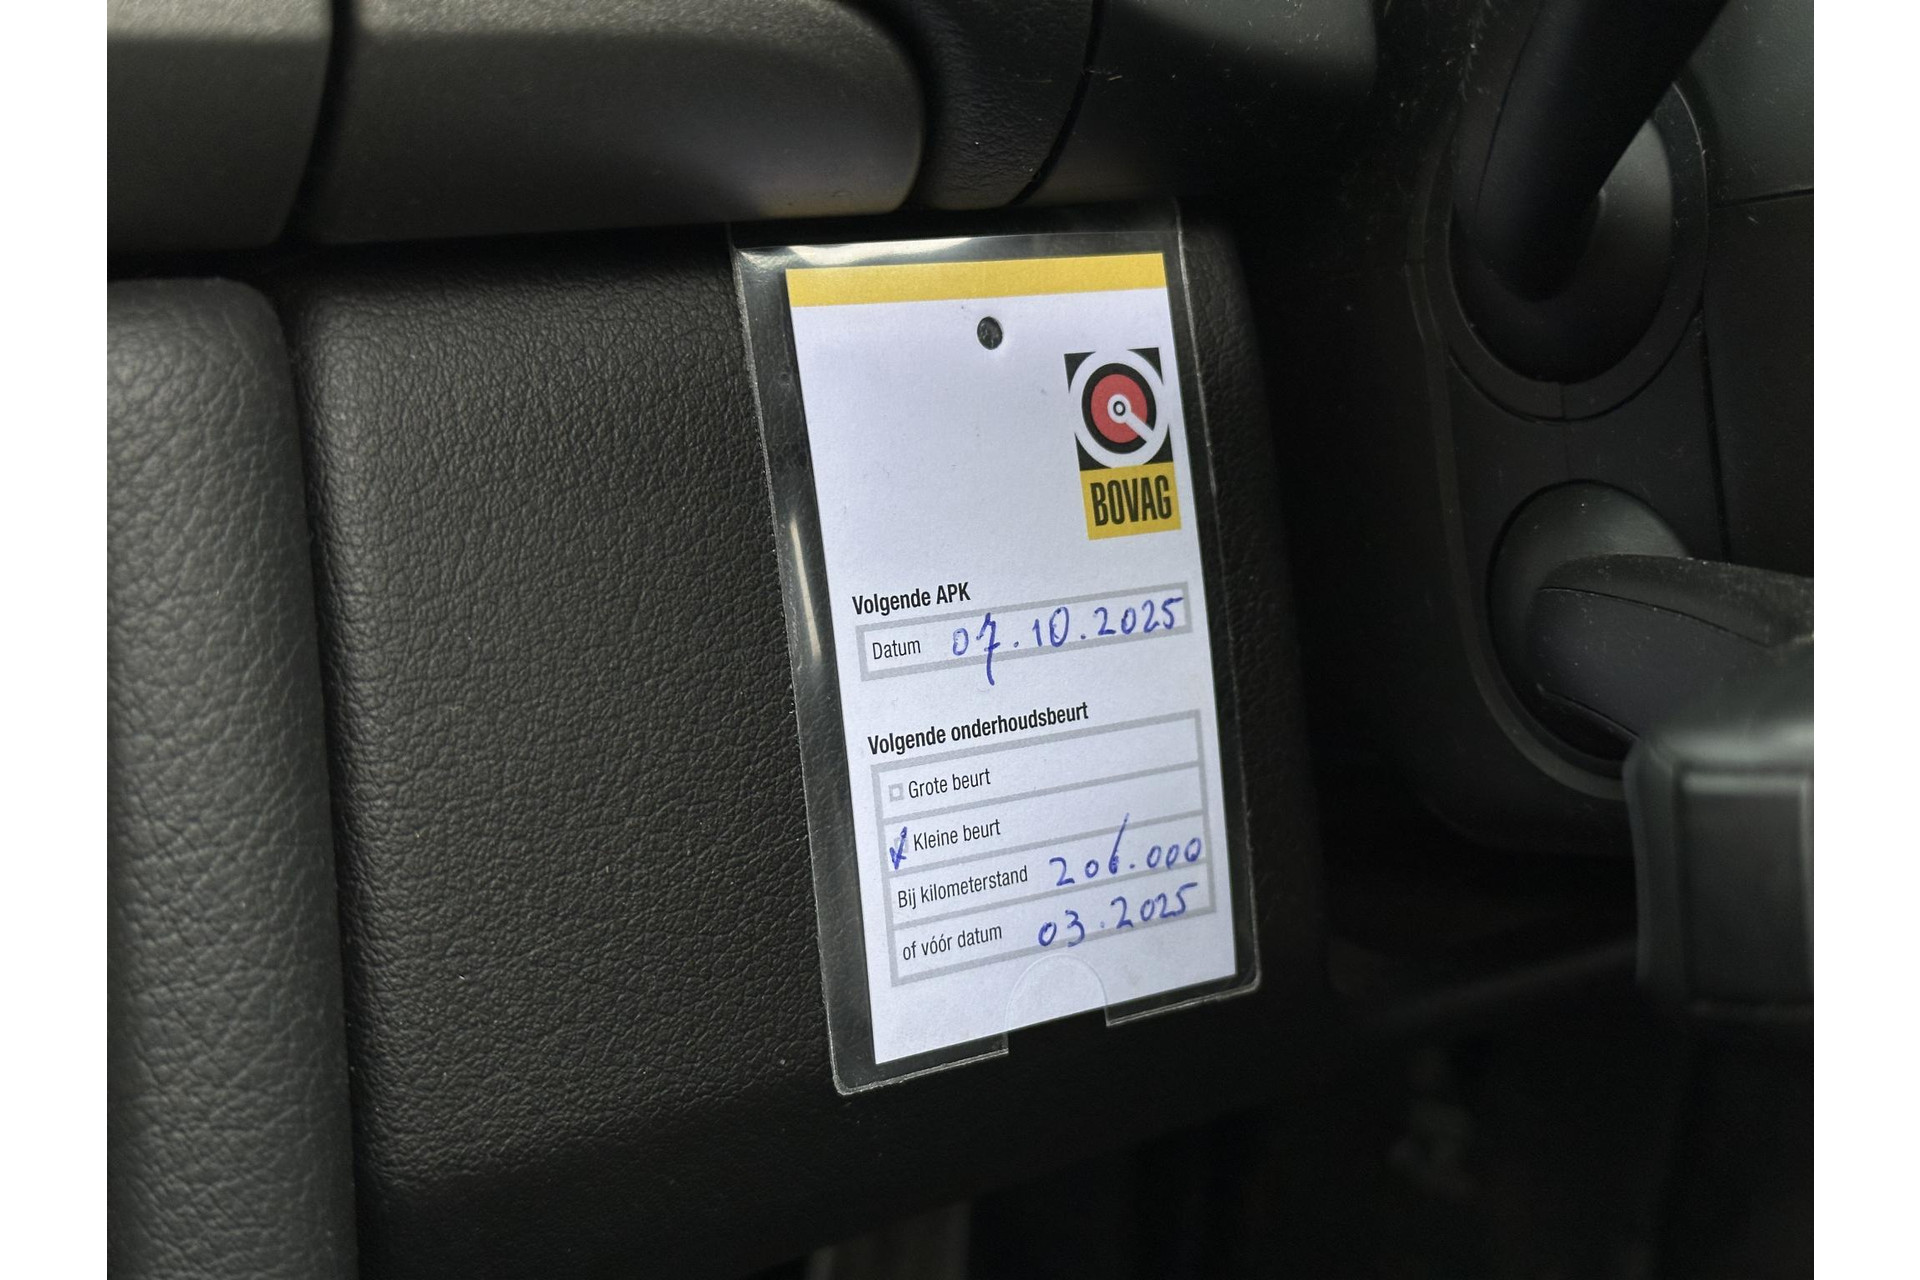 BOVAG
Volgende APK
Datum 07.10.2025
Volgende onderhoudsbeurt
Grote beurt
Kleine beurt
Bij kilometerstand 206.000
of vóór datum 03.2025